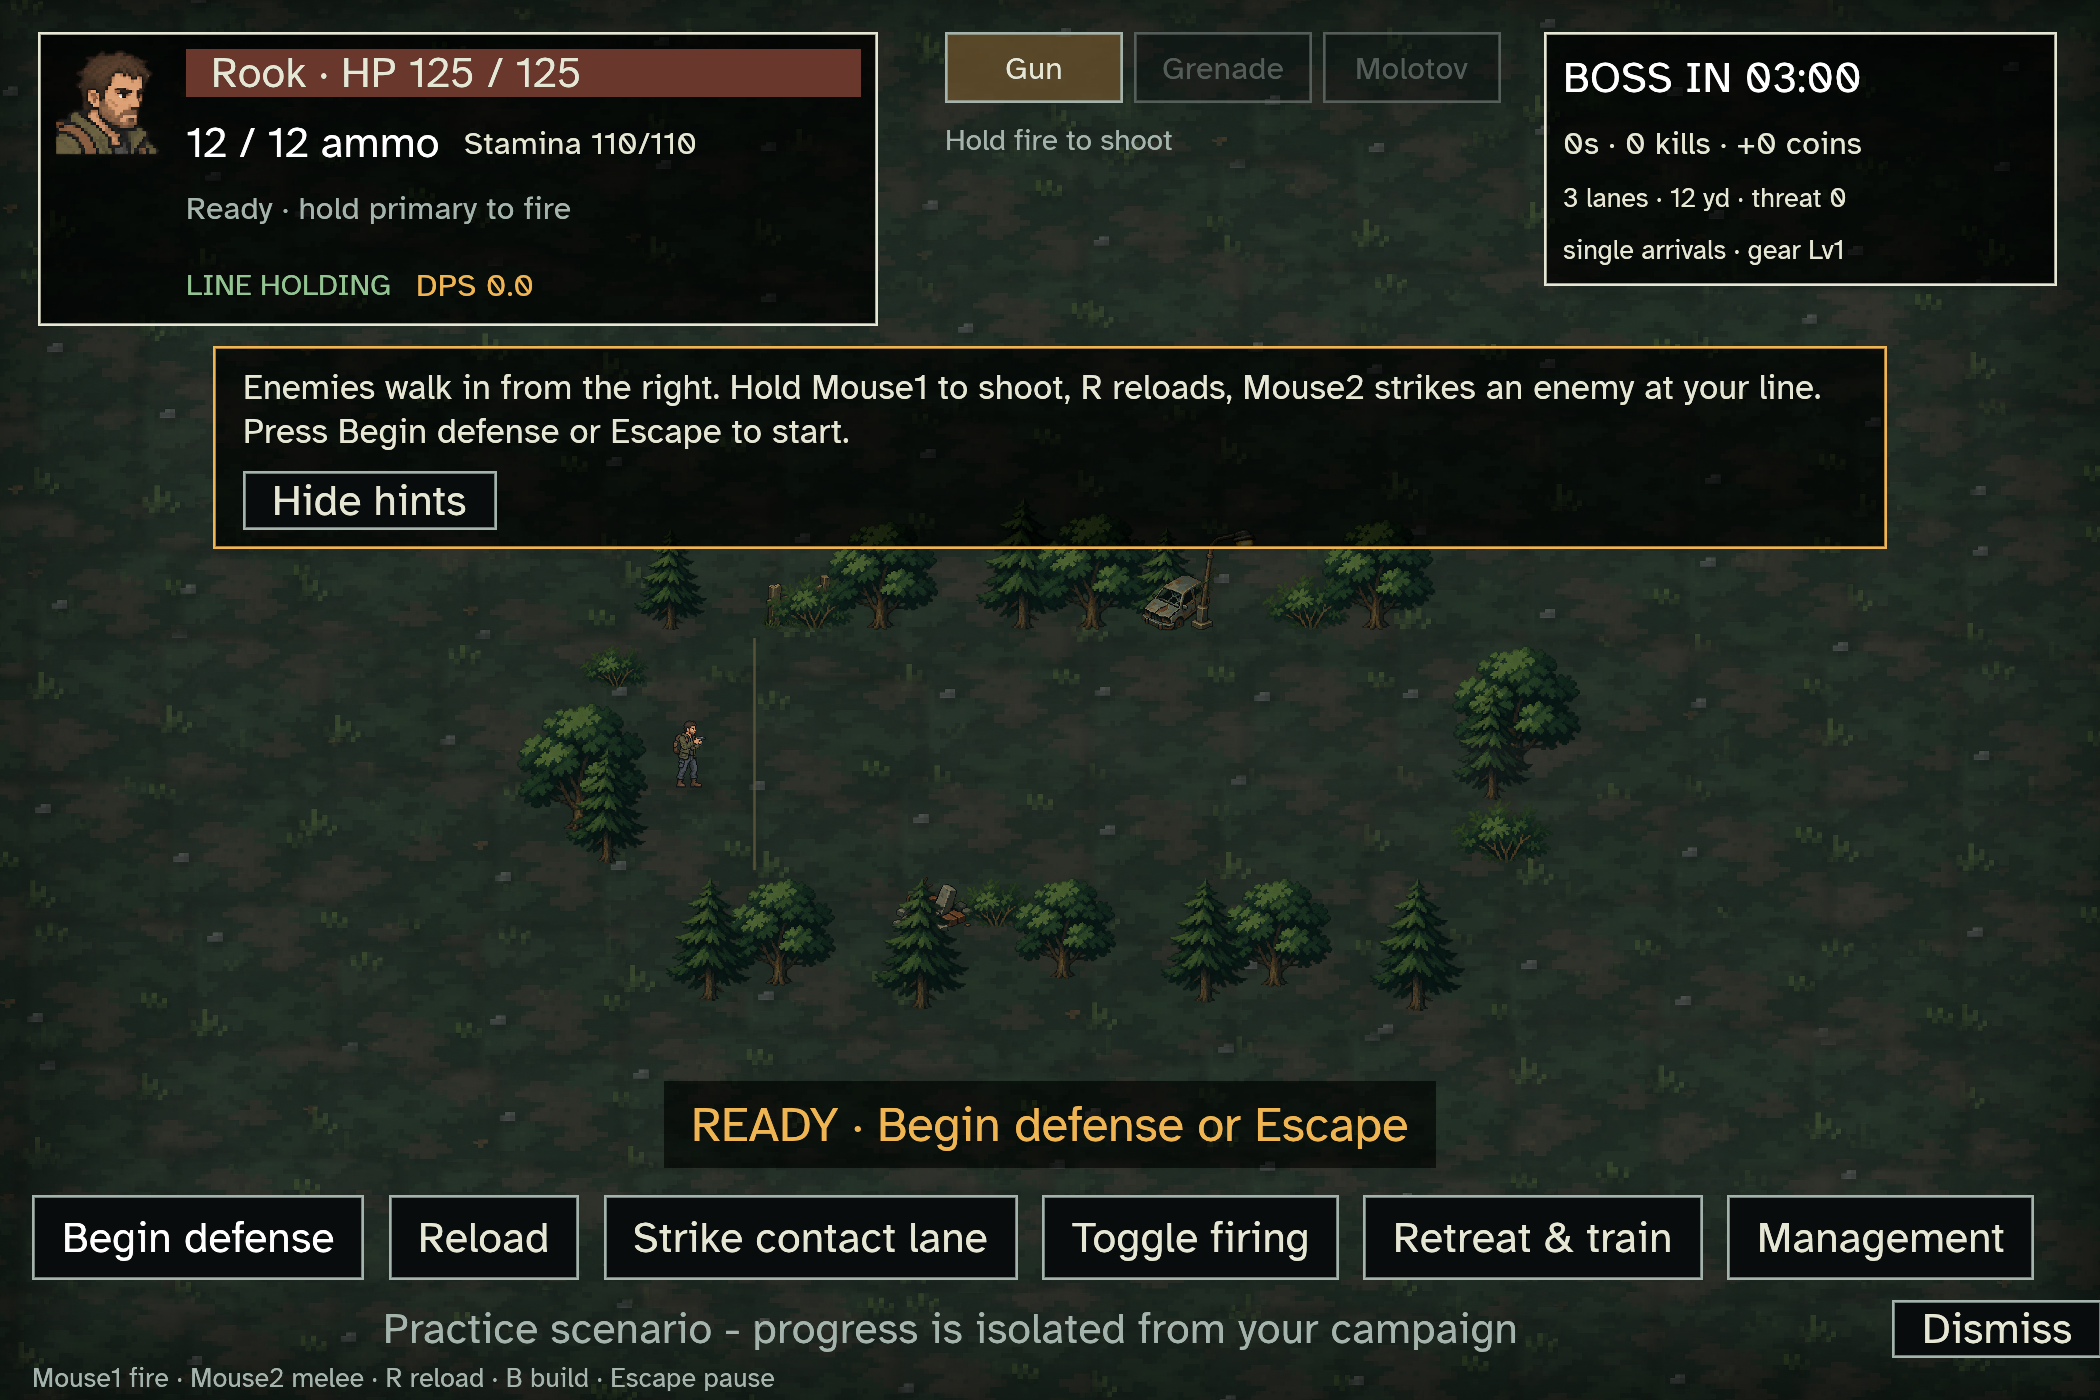 Rook · HP 125 / 125
12 / 12 ammo Stamina 110/110
Ready · hold primary to fire
LINE HOLDING DPS 0.0
Gun Grenade Molotov
Hold fire to shoot
BOSS IN 03:00
0s · 0 kills · +0 coins
3 lanes · 12 yd · threat 0
single arrivals · gear Lv1
Enemies walk in from the right. Hold Mouse1 to shoot, R reloads, Mouse2 strikes an enemy at your line.
Press Begin defense or Escape to start.
Hide hints
READY · Begin defense or Escape
Begin defense Reload Strike contact lane Toggle firing Retreat & train Management
Practice scenario - progress is isolated from your campaign Dismiss
Mouse1 fire · Mouse2 melee · R reload · B build · Escape pause